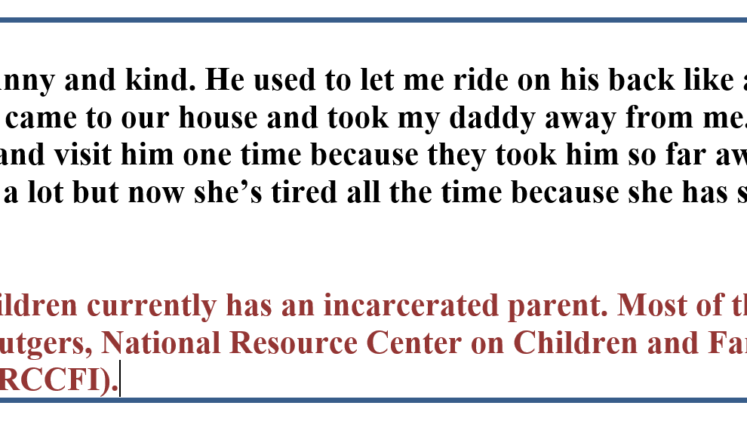 nny and kind. He used to let me ride on his back like a
came to our house and took my daddy away from me.
and visit him one time because they took him so far aw
a lot but now she’s tired all the time because she has s
ildren currently has an incarcerated parent. Most of th
utgers, National Resource Center on Children and Fam
RCCFI).